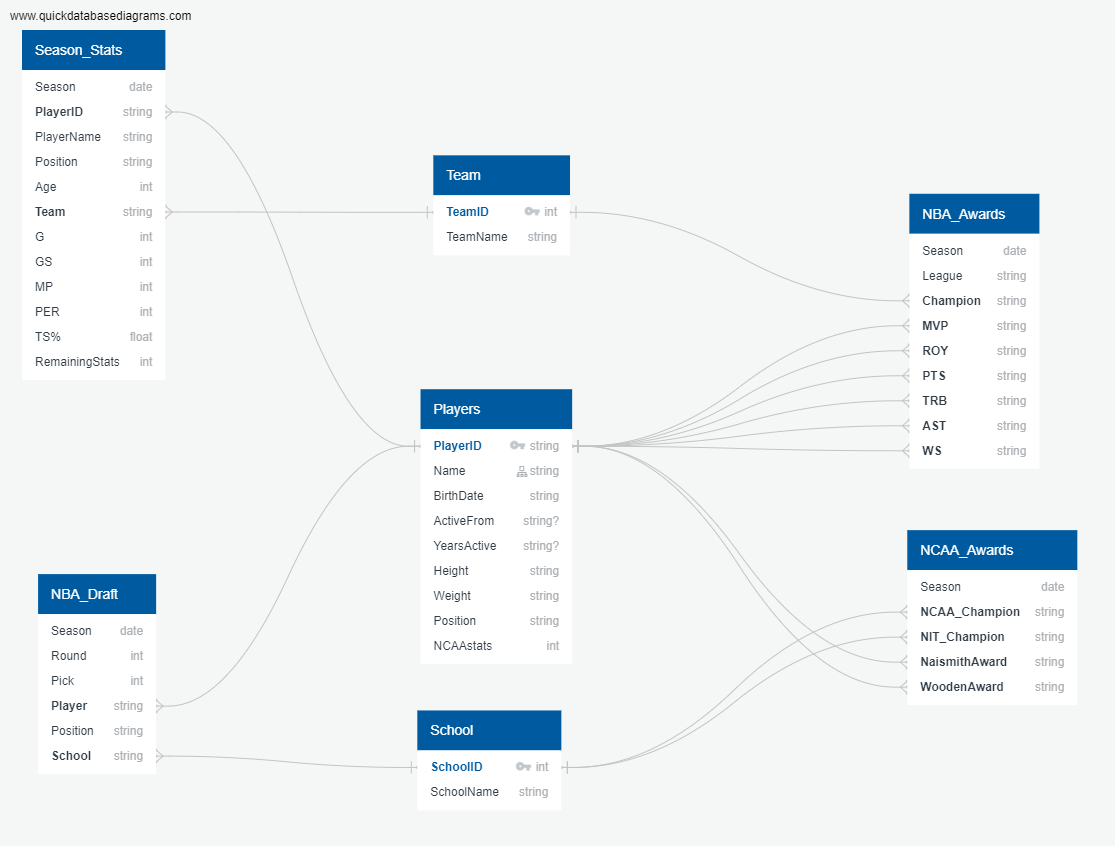 www.quickdatabasediagrams.com
Season_Stats
Season date
PlayerID string
PlayerName string
Position string
Age int
Team string
G int
GS int
MP int
PER int
TS% float
RemainingStats int
Team
TeamID int
TeamName string
NBA_Awards
Season date
League string
Champion string
MVP string
ROY string
PTS string
TRB string
AST string
WS string
Players
PlayerID string
Name string
BirthDate string
ActiveFrom string?
YearsActive string?
Height string
Weight string
Position string
NCAAstats int
NCAA_Awards
Season date
NCAA_Champion string
NIT_Champion string
NaismithAward string
WoodenAward string
NBA_Draft
Season date
Round int
Pick int
Player string
Position string
School string
School
SchoolID int
SchoolName string